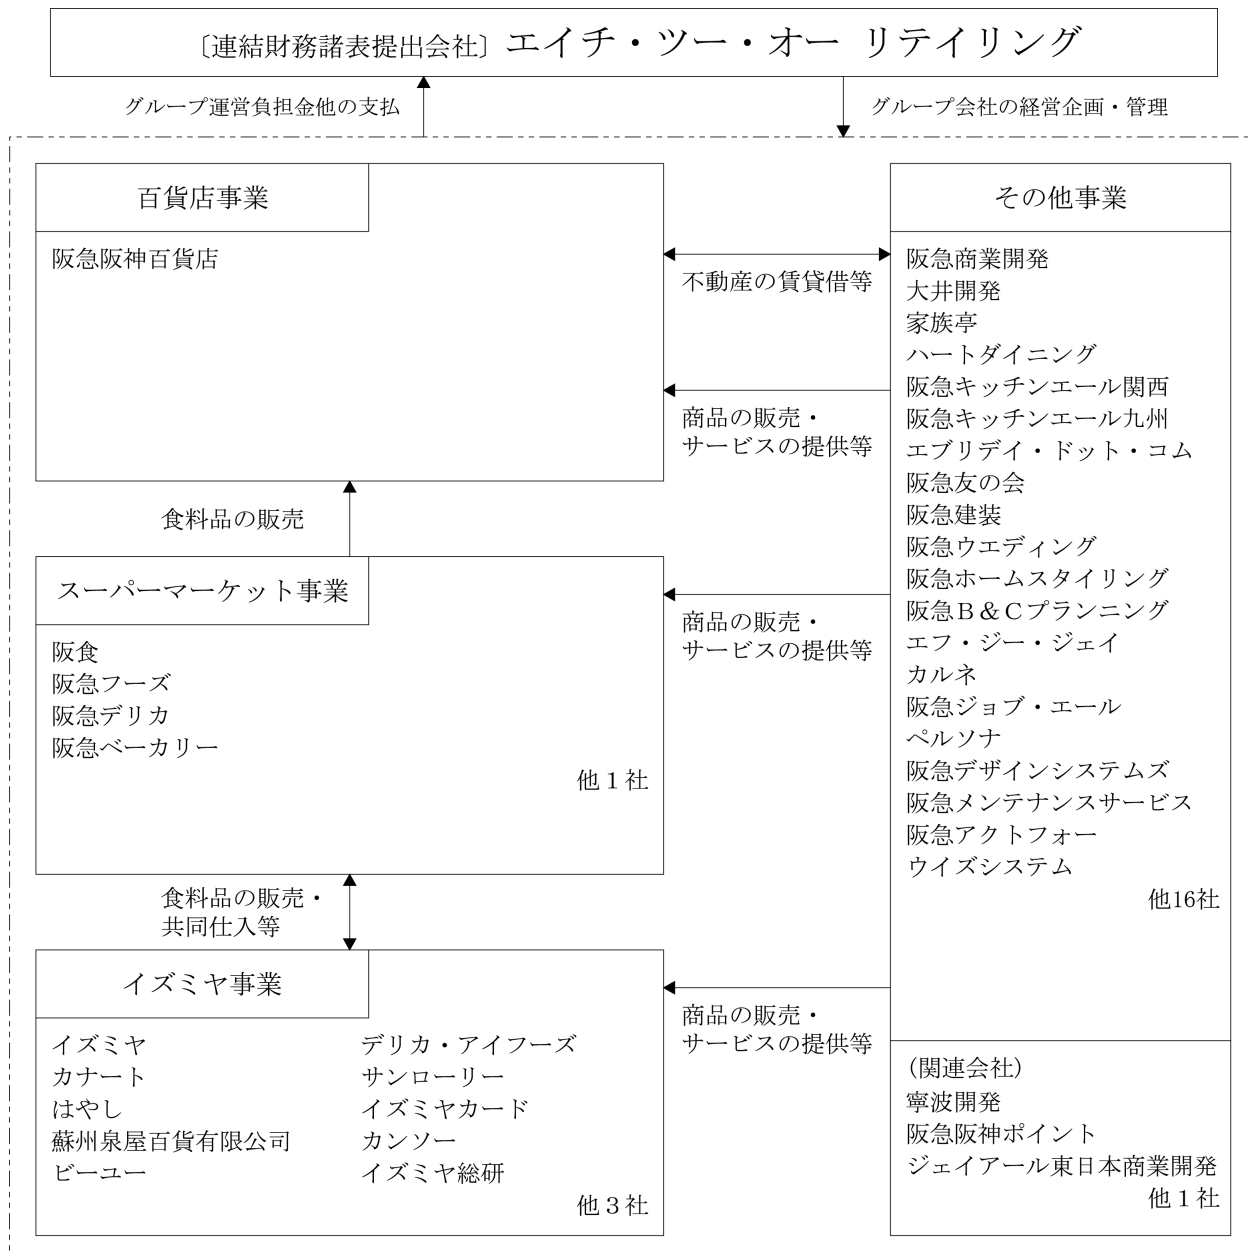 〔連結財務諸表提出会社〕エイチ・ツー・オー リテイリング
グループ運営負担金他の支払
グループ会社の経営企画・管理
百貨店事業
阪急阪神百貨店
食料品の販売
スーパーマーケット事業
阪食
阪急フーズ
阪急デリカ
阪急ベーカリー
他１社
食料品の販売・
共同仕入等
イズミヤ事業
イズミヤ
カナート
はやし
蘇州泉屋百貨有限公司
ビーユー
デリカ・アイフーズ
サンローリー
イズミヤカード
カンソー
イズミヤ総研
他３社
不動産の賃貸借等
商品の販売・
サービスの提供等
商品の販売・
サービスの提供等
商品の販売・
サービスの提供等
その他事業
阪急商業開発
大井開発
家族亭
ハートダイニング
阪急キッチンエール関西
阪急キッチンエール九州
エブリデイ・ドット・コム
阪急友の会
阪急建装
阪急ウエディング
阪急ホームスタイリング
阪急Ｂ＆Ｃプランニング
エフ・ジー・ジェイ
カルネ
阪急ジョブ・エール
ペルソナ
阪急デザインシステムズ
阪急メンテナンスサービス
阪急アクトフォー
ウイズシステム
他16社
（関連会社）
寧波開発
阪急阪神ポイント
ジェイアール東日本商業開発
他１社